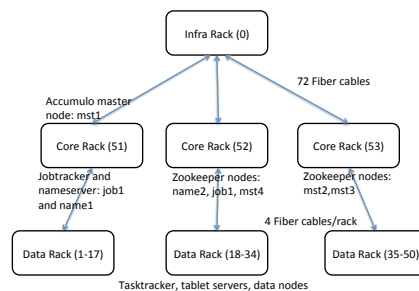 Infra Rack (0)
72 Fiber cables
Accumulo master
node: mst1
Core Rack (51)
Core Rack (52)
Core Rack (53)
Jobtracker and
nameserver: job1
and name1
Zookeeper nodes:
name2, job1, mst4
Zookeeper nodes:
mst2,mst3
4 Fiber cables/rack
Data Rack (1-17)
Data Rack (18-34)
Data Rack (35-50)
Tasktracker, tablet servers, data nodes